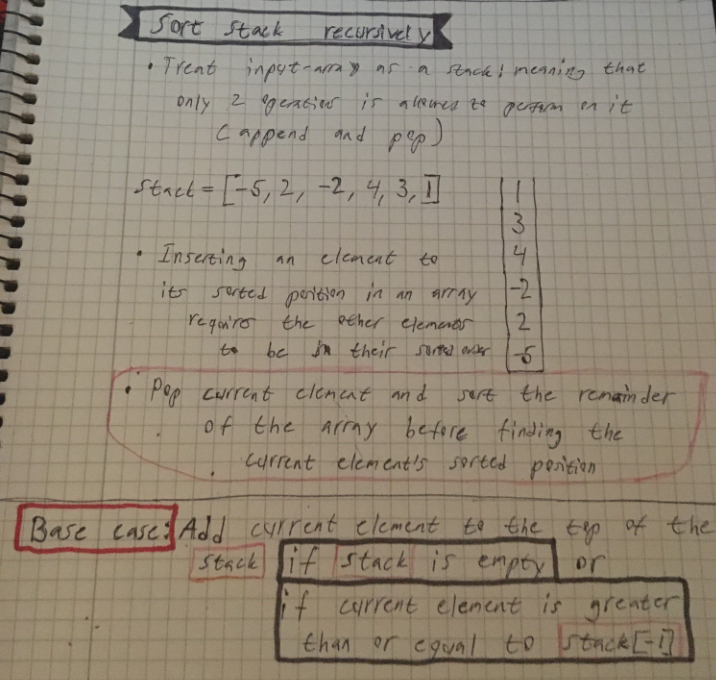 Sort stack recursively
• Treat input-array as a stack; meaning that
only 2 operations is allowed to perform on it
(append and pop)
stack = [-5, 2, -2, 4, 3, 1]
1
3
4
-2
2
-5
• Inserting an element to
its sorted position in an array
requires the other elements
to be in their sorted order
• Pop current element and sort the remainder
of the array before finding the
current element's sorted position
Base case: Add current element to the top of the
stack if stack is empty or
if current element is greater
than or equal to stack[-1]